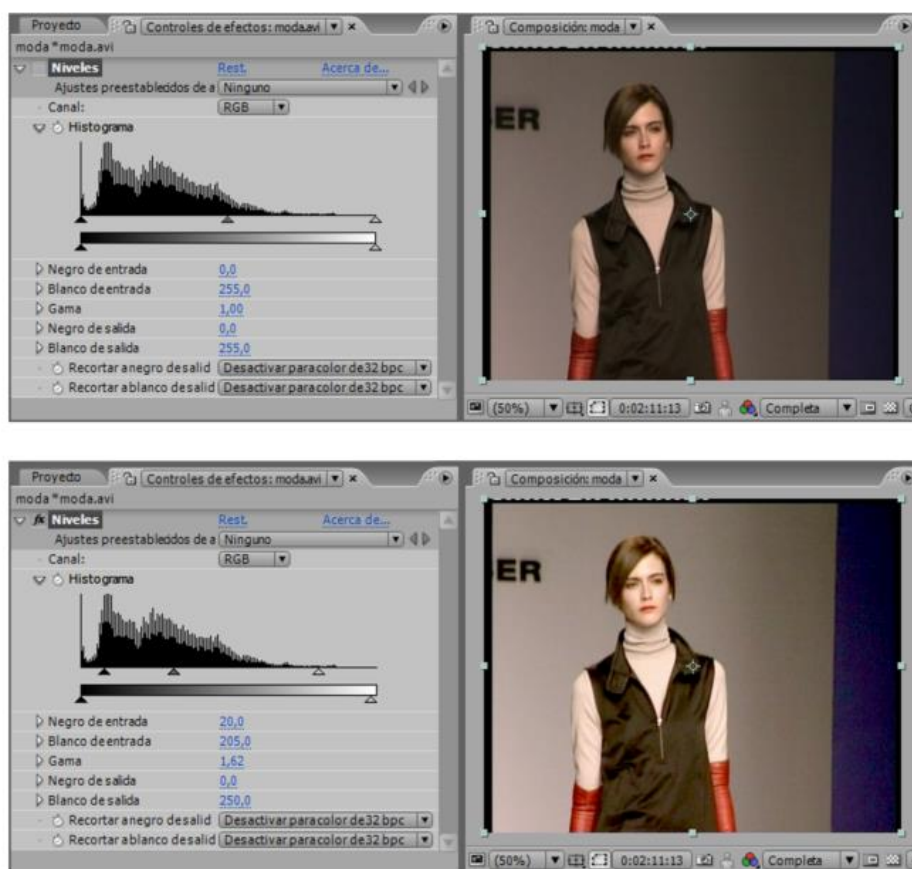 Proyecto Controles de efectos: moda.avi
moda * moda.avi
Niveles Rest. Acerca de...
Ajustes preestablecidos de a Ninguno
Canal: RGB
Histograma
Negro de entrada 0,0
Blanco de entrada 255,0
Gama 1,00
Negro de salida 0,0
Blanco de salida 255,0
Recortar a negro de salid Desactivar para color de 32 bpc
Recortar a blanco de salid Desactivar para color de 32 bpc
Composición: moda
ER
(50%) 0:02:11:13 Completa
Proyecto Controles de efectos: moda.avi
moda * moda.avi
fx Niveles Rest. Acerca de...
Ajustes preestablecidos de a Ninguno
Canal: RGB
Histograma
Negro de entrada 20,0
Blanco de entrada 205,0
Gama 1,62
Negro de salida 0,0
Blanco de salida 250,0
Recortar a negro de salid Desactivar para color de 32 bpc
Recortar a blanco de salid Desactivar para color de 32 bpc
Composición: moda
ER
(50%) 0:02:11:13 Completa